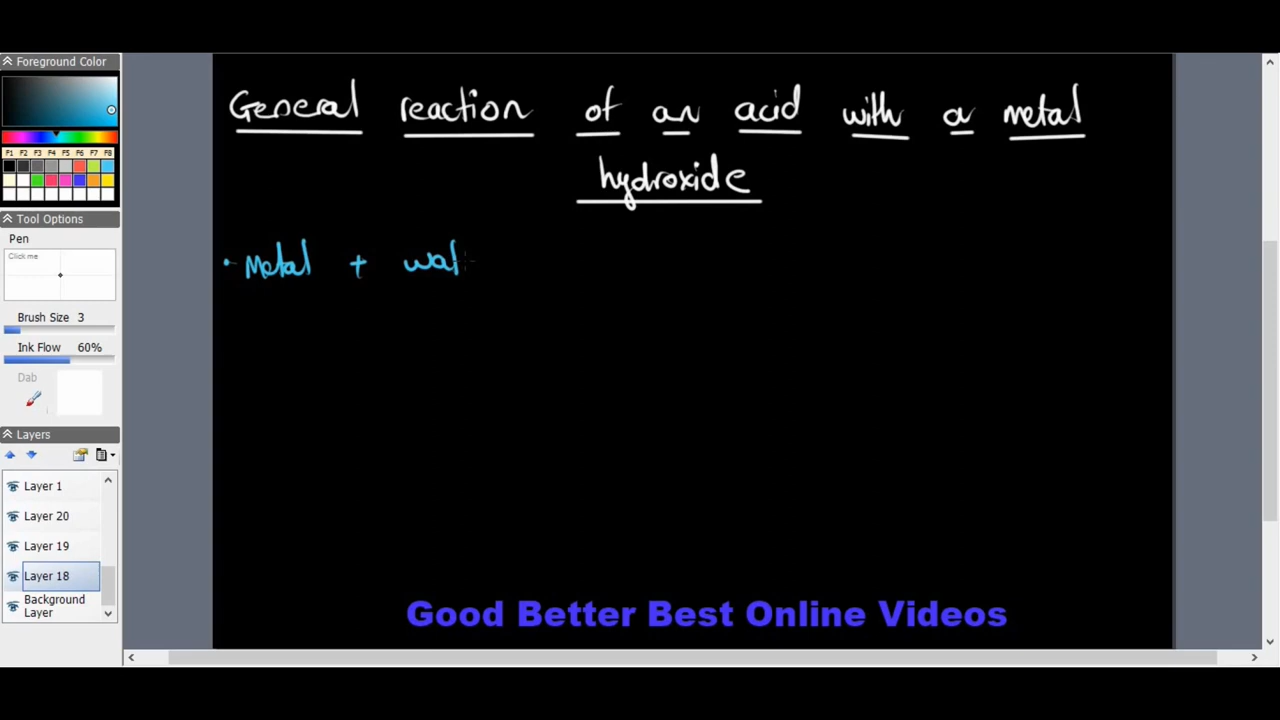 Foreground Color
General reaction of an acid with a metal
hydroxide
F1 F2 F3 F4 F5 F6 F7 F8
Tool Options
Pen
Click me
• Metal + wat
Brush Size 3
Ink Flow 60%
Dab
Layers
Layer 1
Layer 20
Layer 19
Layer 18
Background
Layer
Good Better Best Online Videos